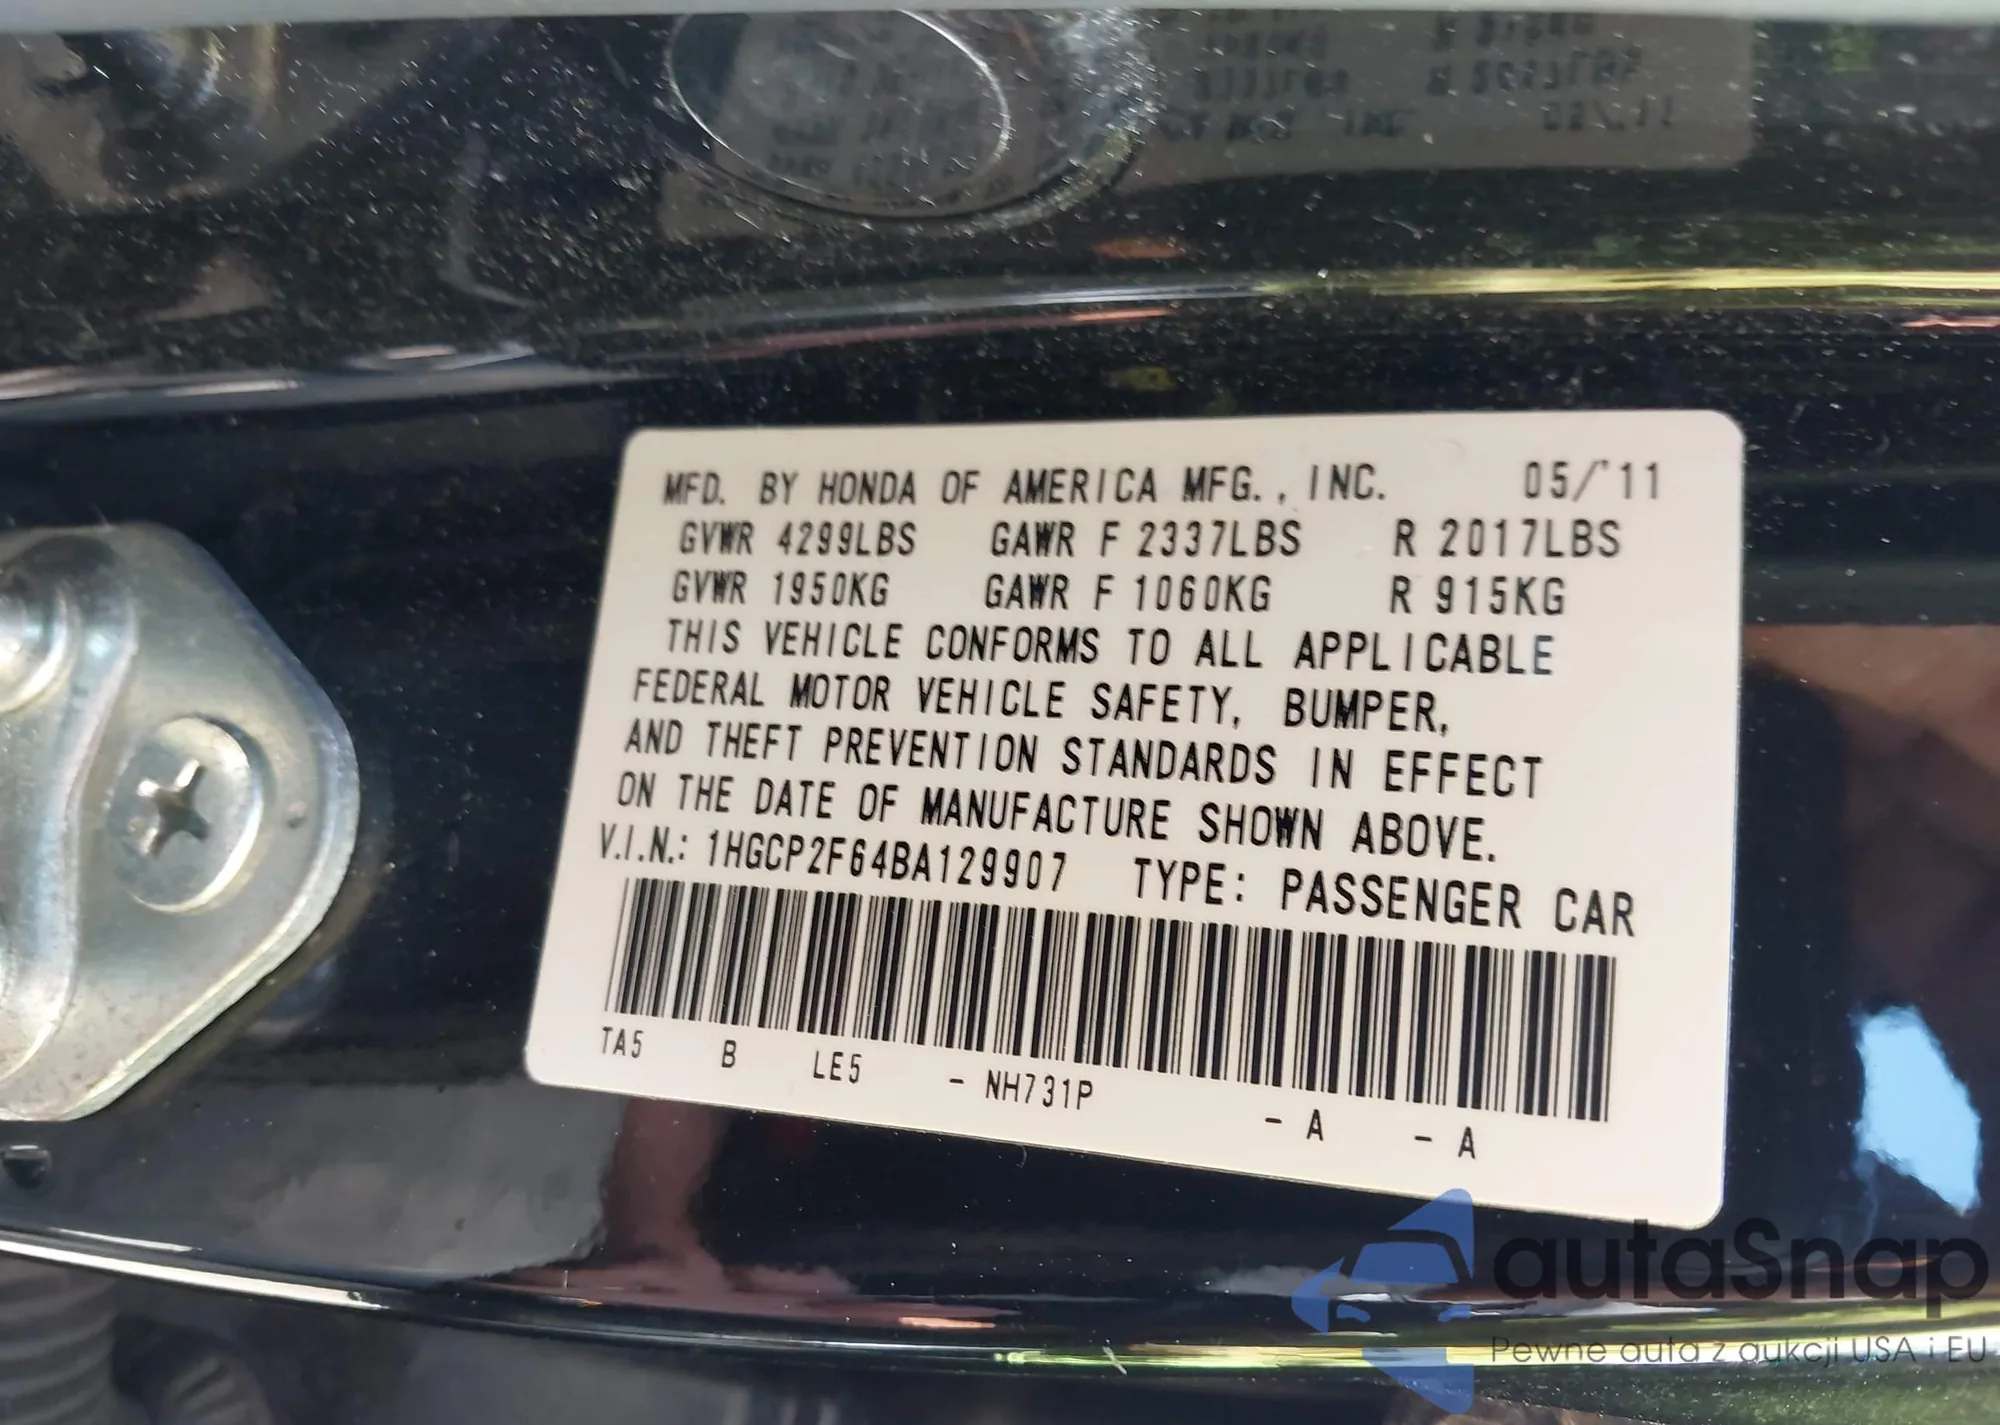 MFD. BY HONDA OF AMERICA MFG., INC. 05/'11
GVWR 4299LBS GAWR F 2337LBS R 2017LBS
GVWR 1950KG GAWR F 1060KG R 915KG
THIS VEHICLE CONFORMS TO ALL APPLICABLE
FEDERAL MOTOR VEHICLE SAFETY, BUMPER,
AND THEFT PREVENTION STANDARDS IN EFFECT
ON THE DATE OF MANUFACTURE SHOWN ABOVE.
V.I.N.: 1HGCP2F64BA129907 TYPE: PASSENGER CAR
TA5 B LE5 - NH731P - A - A
autaSnap
Pewne auta z aukcji USA i EU